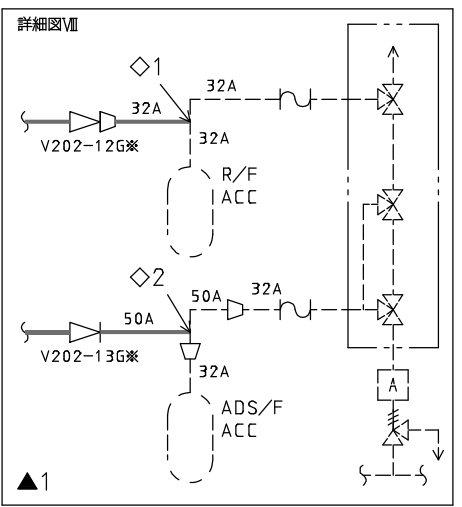 詳細図Ⅷ
◇1
32A
32A
V202-12G※
32A
R/F
ACC
◇2
50A
32A
50A
V202-13G※
32A
A
ADS/F
ACC
▲1